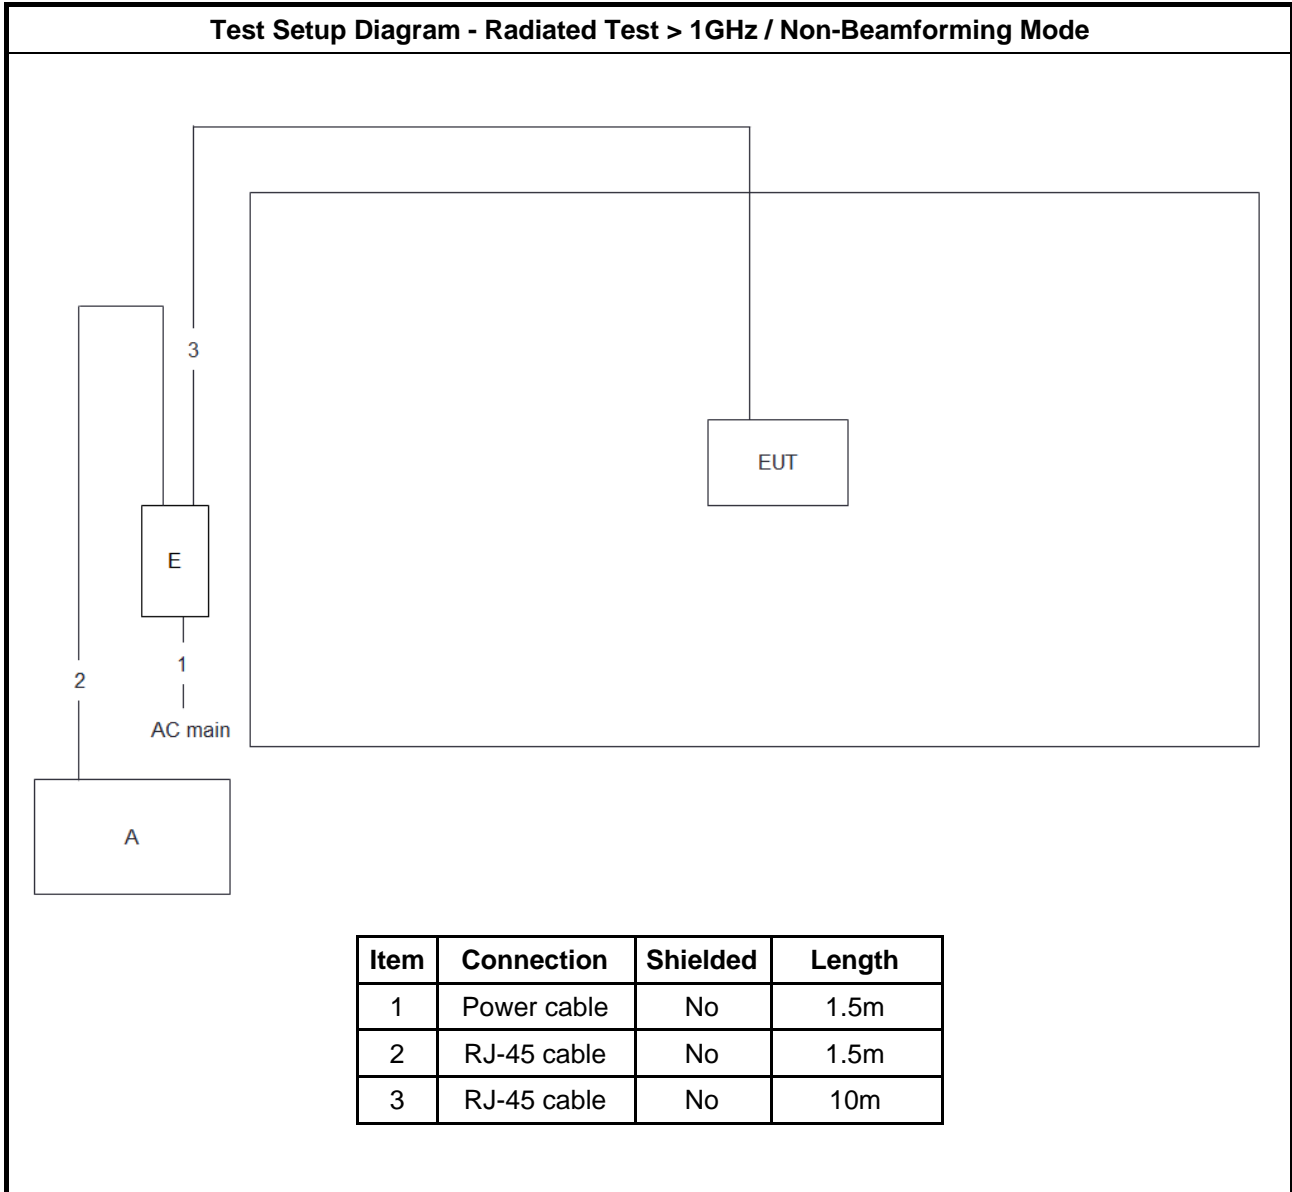 Test Setup Diagram - Radiated Test > 1GHz / Non-Beamforming Mode
3
EUT
E
1
2
AC main
A
Item Connection Shielded Length
1 Power cable No 1.5m
2 RJ-45 cable No 1.5m
3 RJ-45 cable No 10m